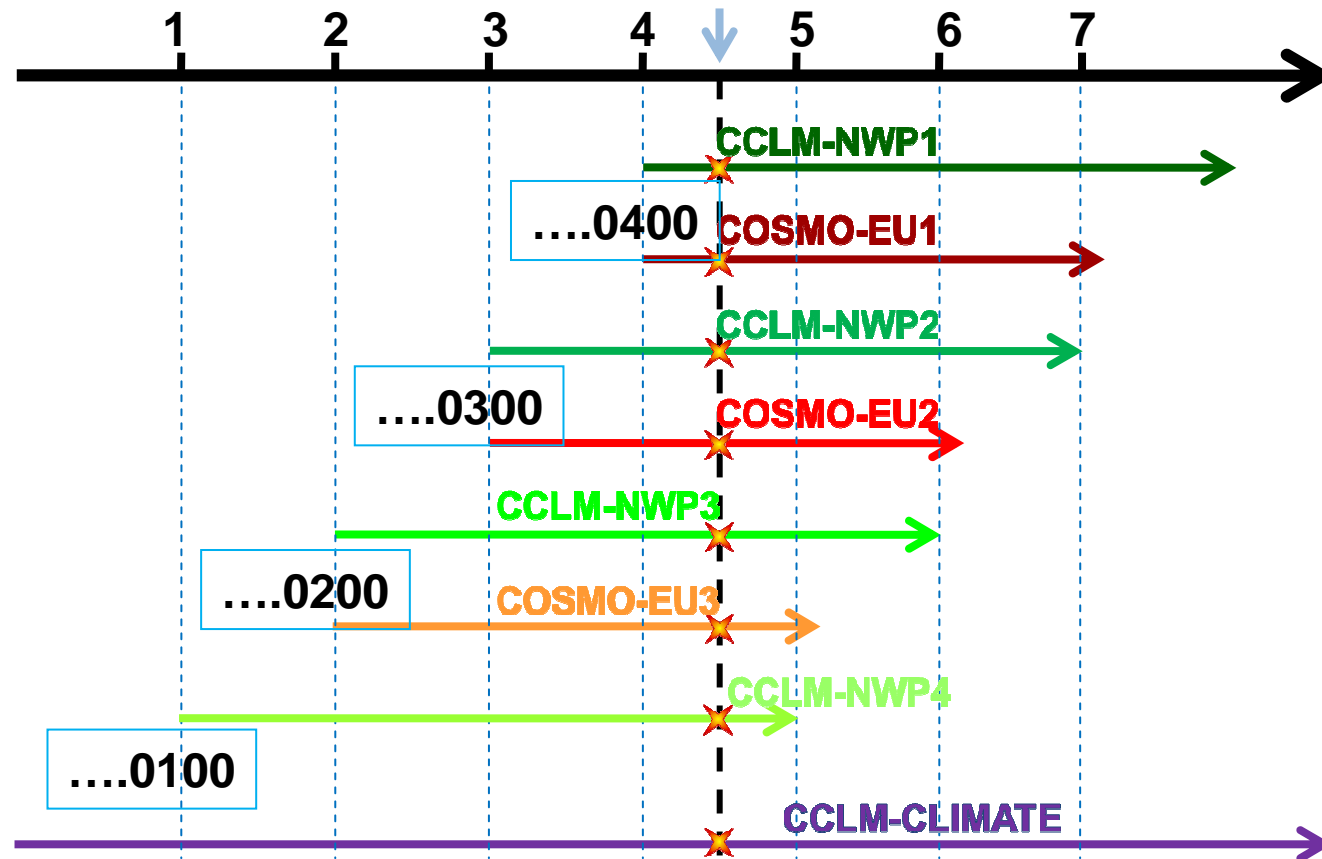 1 2 3 4 5 6 7
CCLM-NWP1
….0400
COSMO-EU1
CCLM-NWP2
….0300
COSMO-EU2
CCLM-NWP3
….0200
COSMO-EU3
CCLM-NWP4
….0100
CCLM-CLIMATE